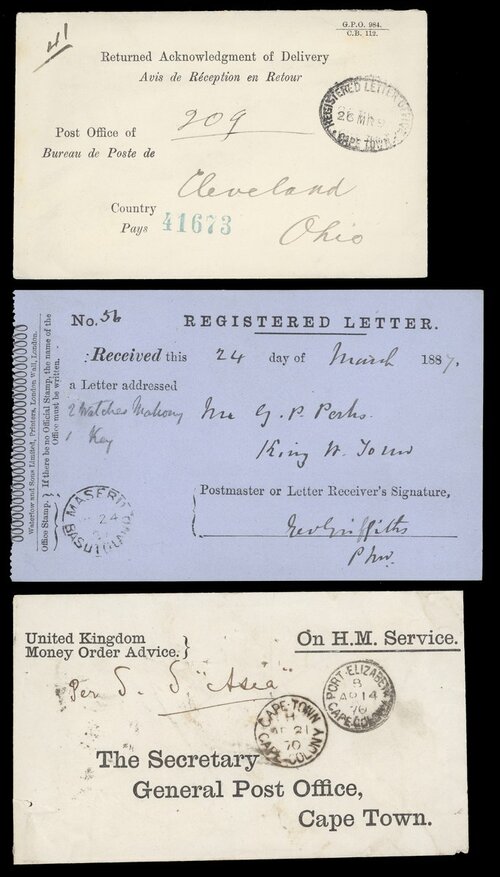 41
G.P.O. 984.
C.B. 112.
Returned Acknowledgment of Delivery
Avis de Réception en Retour
REGISTERED LETTER
26 MR
CAPE TOWN
Post Office of 209
Bureau de Poste de
Cleveland
Country
Pays 41673
Ohio
Waterlow and Sons Limited, Printers, London Wall, London.
Office Stamp. } If there be no Official Stamp, the name of the
Office must be written.
No. 56 REGISTERED LETTER.
Received this 24 day of March 1887.
a Letter addressed
2 Watches Mahony
1 Key
Mr G. P. Perks.
King W. Town
Postmaster or Letter Receiver's Signature,
Griffiths
MASERU
24
BASUTOLAND
United Kingdom
Money Order Advice. }
On H.M. Service.
Per S. S. "Asia"
PORT-ELIZABETH
B
AP 14
70
CAPE COLONY
CAPE-TOWN
H
21
70
CAPE-COLONY
The Secretary
General Post Office,
Cape Town.